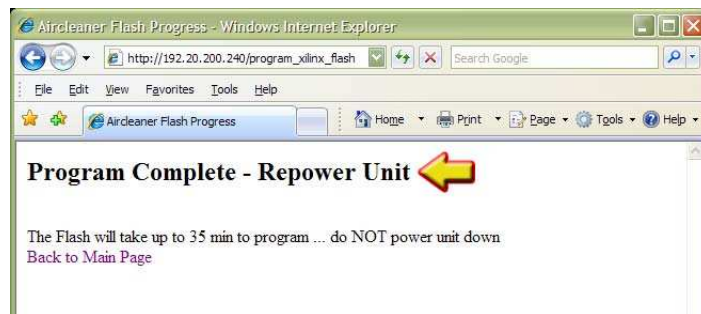 Aircleaner Flash Progress - Windows Internet Explorer
http://192.20.200.240/program_xilinx_flash
Search Google
File Edit View Favorites Tools Help
Aircleaner Flash Progress
Home Print Page Tools Help
Program Complete - Repower Unit
The Flash will take up to 35 min to program ... do NOT power unit down
Back to Main Page